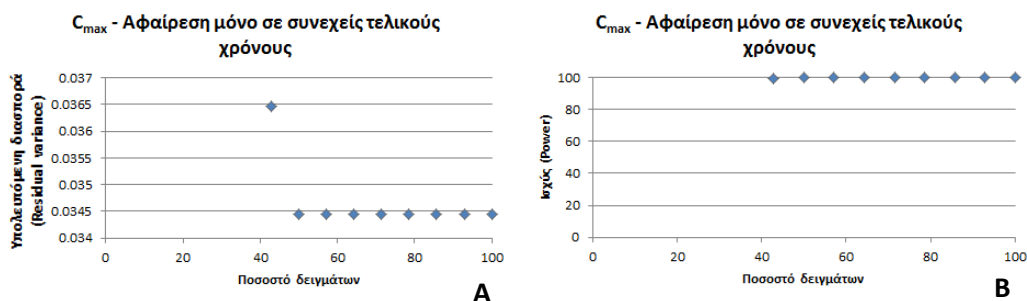 Cmax - Αφαίρεση μόνο σε συνεχείς τελικούς
χρόνους
Υπολειπόμενη διασπορά
(Residual variance)
0.037
0.0365
0.036
0.0355
0.035
0.0345
0.034
0 20 40 60 80 100
Ποσοστό δειγμάτων
A
Cmax - Αφαίρεση μόνο σε συνεχείς τελικούς
χρόνους
Ισχύς (Power)
100
80
60
40
20
0
0 20 40 60 80 100
Ποσοστό δειγμάτων
B